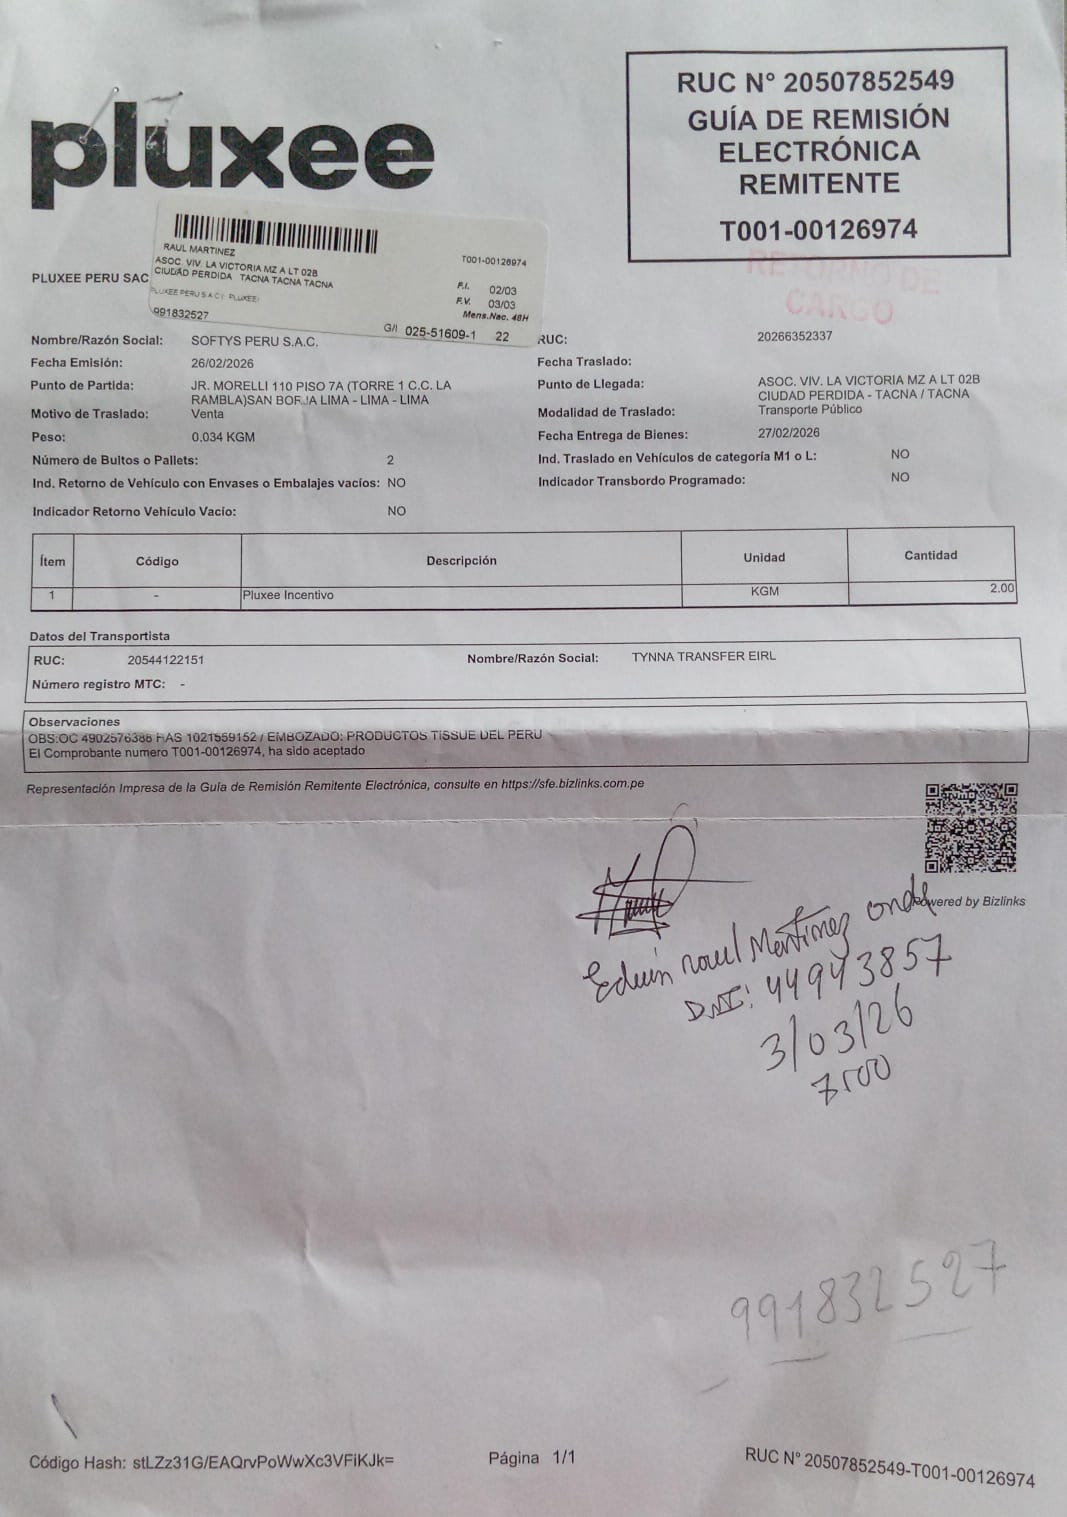 pluxee
RUC N° 20507852549
GUÍA DE REMISIÓN
ELECTRÓNICA
REMITENTE
T001-00126974
RETORNO DE
CARGO
RAUL MARTINEZ
ASOC. VIV. LA VICTORIA MZ A LT 02B
CIUDAD PERDIDA TACNA TACNA TACNA
PLUXEE PERU S A C ( PLUXEE)
991832527
T001-00126974
F.I. 02/03
F.V. 03/03
Mens.Nac. 48H
G/I 025-51609-1 22
PLUXEE PERU SAC
Nombre/Razón Social: SOFTYS PERU S.A.C. RUC: 20266352337
Fecha Emisión: 26/02/2026 Fecha Traslado:
Punto de Partida: JR. MORELLI 110 PISO 7A (TORRE 1 C.C. LA RAMBLA)SAN BORJA LIMA - LIMA - LIMA
Punto de Llegada: ASOC. VIV. LA VICTORIA MZ A LT 02B CIUDAD PERDIDA - TACNA / TACNA
Motivo de Traslado: Venta Modalidad de Traslado: Transporte Público
Peso: 0.034 KGM Fecha Entrega de Bienes: 27/02/2026
Número de Bultos o Pallets: 2 Ind. Traslado en Vehículos de categoría M1 o L: NO
Ind. Retorno de Vehículo con Envases o Embalajes vacíos: NO Indicador Transbordo Programado: NO
Indicador Retorno Vehículo Vacío: NO
Ítem Código Descripción Unidad Cantidad
1 - Pluxee Incentivo KGM 2.00
Datos del Transportista
RUC: 20544122151 Nombre/Razón Social: TYNNA TRANSFER EIRL
Número registro MTC: -
Observaciones
OBS:OC 4902576388 HAS 1021559152 / EMBOZADO: PRODUCTOS TISSUE DEL PERU
El Comprobante numero T001-00126974, ha sido aceptado
Representación Impresa de la Guía de Remisión Remitente Electrónica, consulte en https://sfe.bizlinks.com.pe
Powered by Bizlinks
Edwin Raul Martinez Onde
DNI: 44943857
3/03/26
7:00
991832527
Código Hash: stLZz31G/EAQrvPoWwXc3VFiKJk= Página 1/1 RUC N° 20507852549-T001-00126974